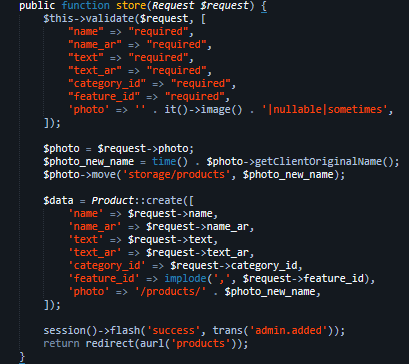 public function store(Request $request) {
$this->validate($request, [
"name" => "required",
"name_ar" => "required",
"text" => "required",
"text_ar" => "required",
"category_id" => "required",
"feature_id" => "required",
'photo' => '' . it()->image() . '|nullable|sometimes',
]);
$photo = $request->photo;
$photo_new_name = time() . $photo->getClientOriginalName();
$photo->move('storage/products', $photo_new_name);
$data = Product::create([
'name' => $request->name,
'name_ar' => $request->name_ar,
'text' => $request->text,
'text_ar' => $request->text_ar,
'category_id' => $request->category_id,
'feature_id' => implode(',', $request->feature_id),
'photo' => '/products/' . $photo_new_name,
]);
session()->flash('success', trans('admin.added'));
return redirect(aurl('products'));
}